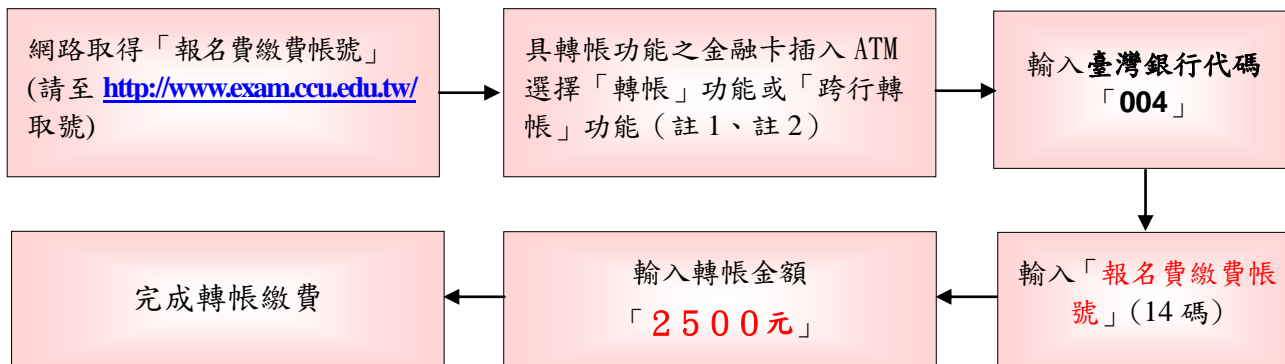 網路取得「報名費繳費帳號」
(請至 http://www.exam.ccu.edu.tw/
取號)
具轉帳功能之金融卡插入 ATM
選擇「轉帳」功能或「跨行轉
帳」功能（註 1、註 2）
輸入臺灣銀行代碼
「004」
輸入「報名費繳費帳
號」（14 碼）
輸入轉帳金額
「２５００元」
完成轉帳繳費